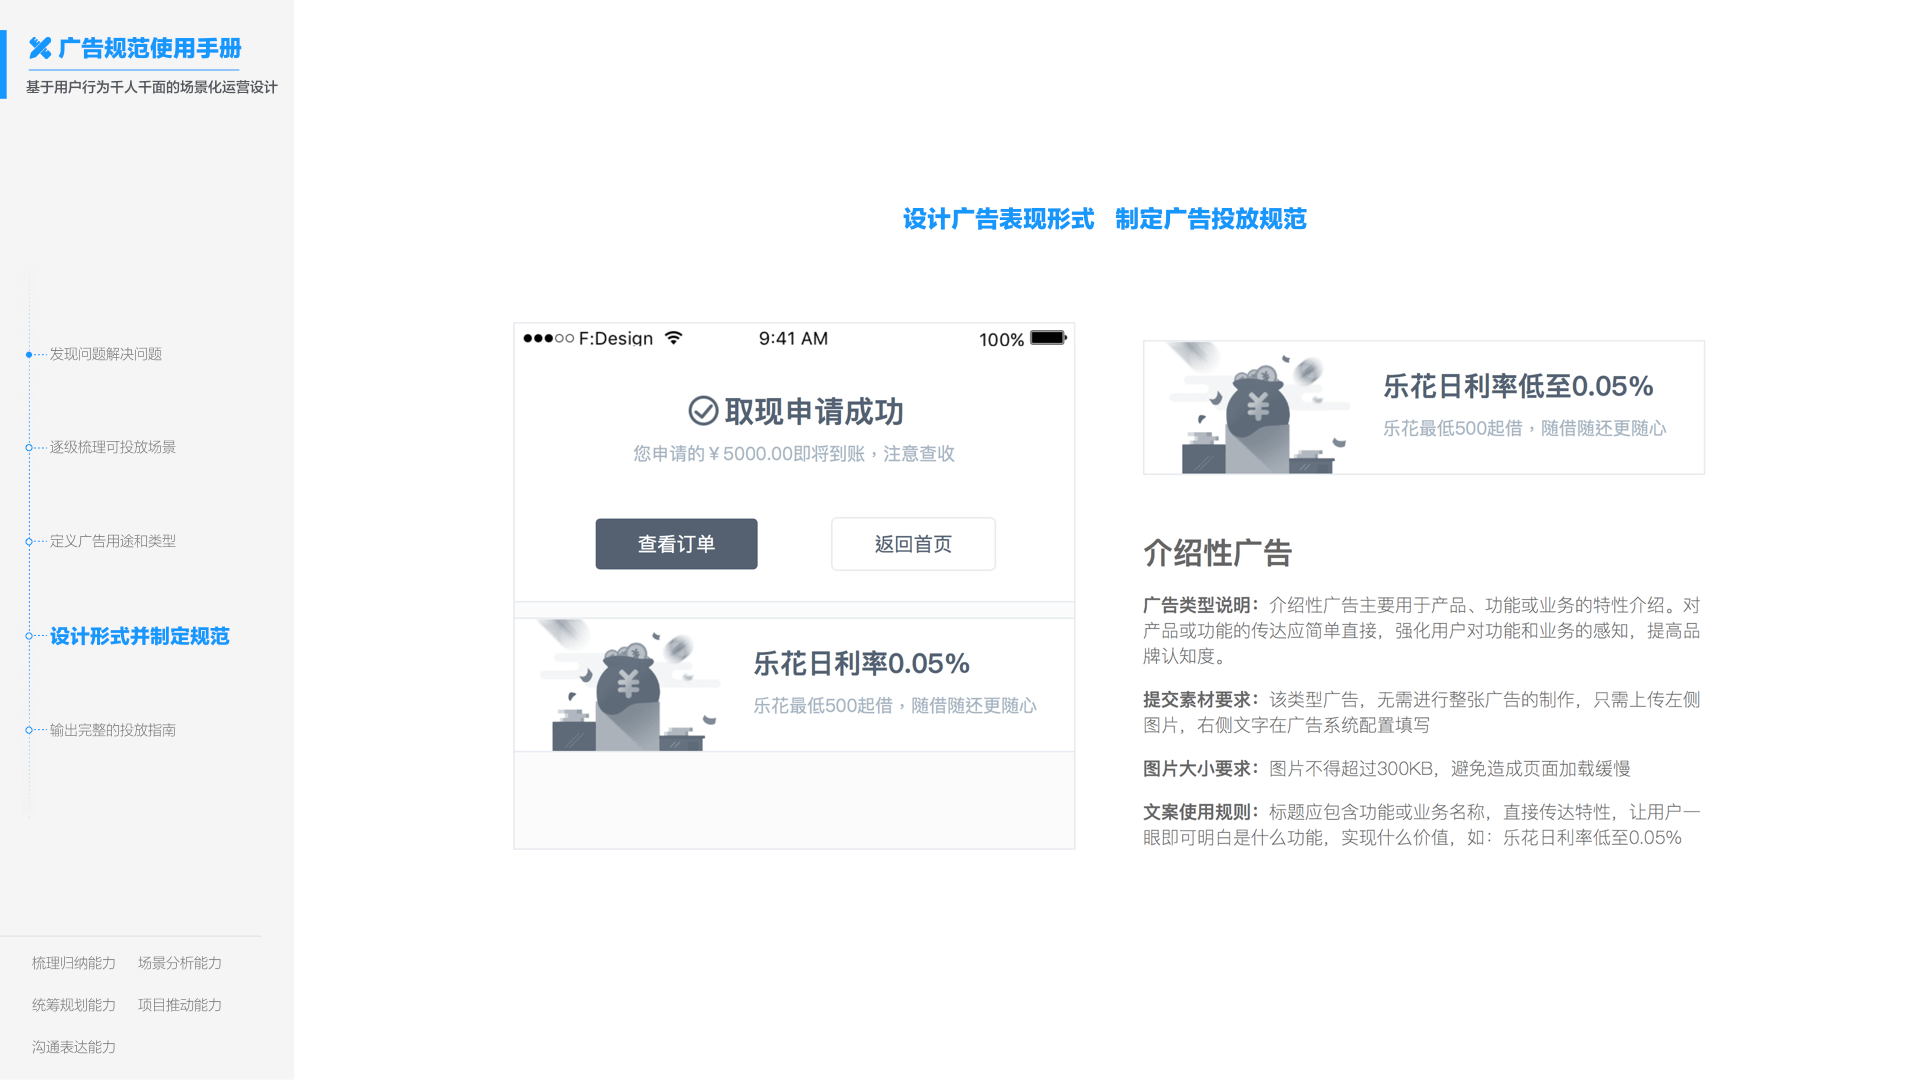 广告规范使用手册
基于用户行为千人千面的场景化运营设计
发现问题解决问题
逐级梳理可投放场景
定义广告用途和类型
设计形式并制定规范
输出完整的投放指南
梳理归纳能力 场景分析能力
统筹规划能力 项目推动能力
沟通表达能力
设计广告表现形式 制定广告投放规范
F:Design 9:41 AM 100%
取现申请成功
您申请的￥5000.00即将到账，注意查收
查看订单 返回首页
乐花日利率0.05%
乐花最低500起借，随借随还更随心
乐花日利率低至0.05%
乐花最低500起借，随借随还更随心
介绍性广告
广告类型说明：介绍性广告主要用于产品、功能或业务的特性介绍。对
产品或功能的传达应简单直接，强化用户对功能和业务的感知，提高品
牌认知度。
提交素材要求：该类型广告，无需进行整张广告的制作，只需上传左侧
图片，右侧文字在广告系统配置填写
图片大小要求：图片不得超过300KB，避免造成页面加载缓慢
文案使用规则：标题应包含功能或业务名称，直接传达特性，让用户一
眼即可明白是什么功能，实现什么价值，如：乐花日利率低至0.05%